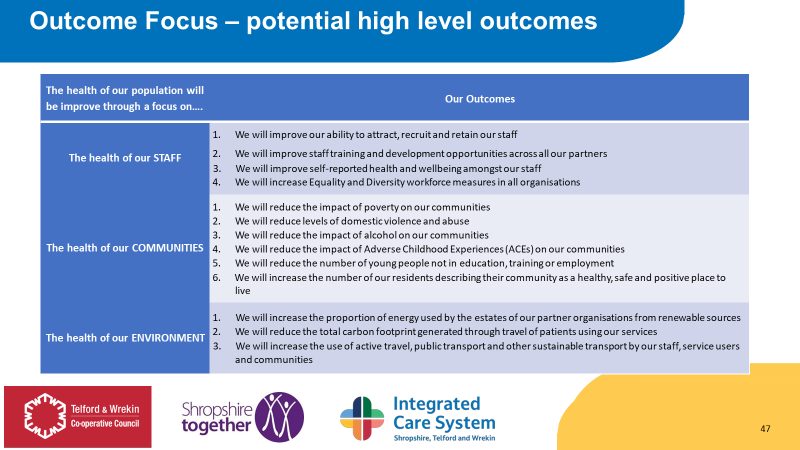 Outcome Focus – potential high level outcomes
The health of our population will
be improve through a focus on....
Our Outcomes
The health of our STAFF
1. We will improve our ability to attract, recruit and retain our staff
2. We will improve staff training and development opportunities across all our partners
3. We will improve self-reported health and wellbeing amongst our staff
4. We will increase Equality and Diversity workforce measures in all organisations
The health of our COMMUNITIES
1. We will reduce the impact of poverty on our communities
2. We will reduce levels of domestic violence and abuse
3. We will reduce the impact of alcohol on our communities
4. We will reduce the impact of Adverse Childhood Experiences (ACEs) on our communities
5. We will reduce the number of young people not in education, training or employment
6. We will increase the number of our residents describing their community as a healthy, safe and positive place to
live
The health of our ENVIRONMENT
1. We will increase the proportion of energy used by the estates of our partner organisations from renewable sources
2. We will reduce the total carbon footprint generated through travel of patients using our services
3. We will increase the use of active travel, public transport and other sustainable transport by our staff, service users
and communities
Telford & Wrekin
Co-operative Council
Shropshire
together
Integrated
Care System
Shropshire, Telford and Wrekin
47